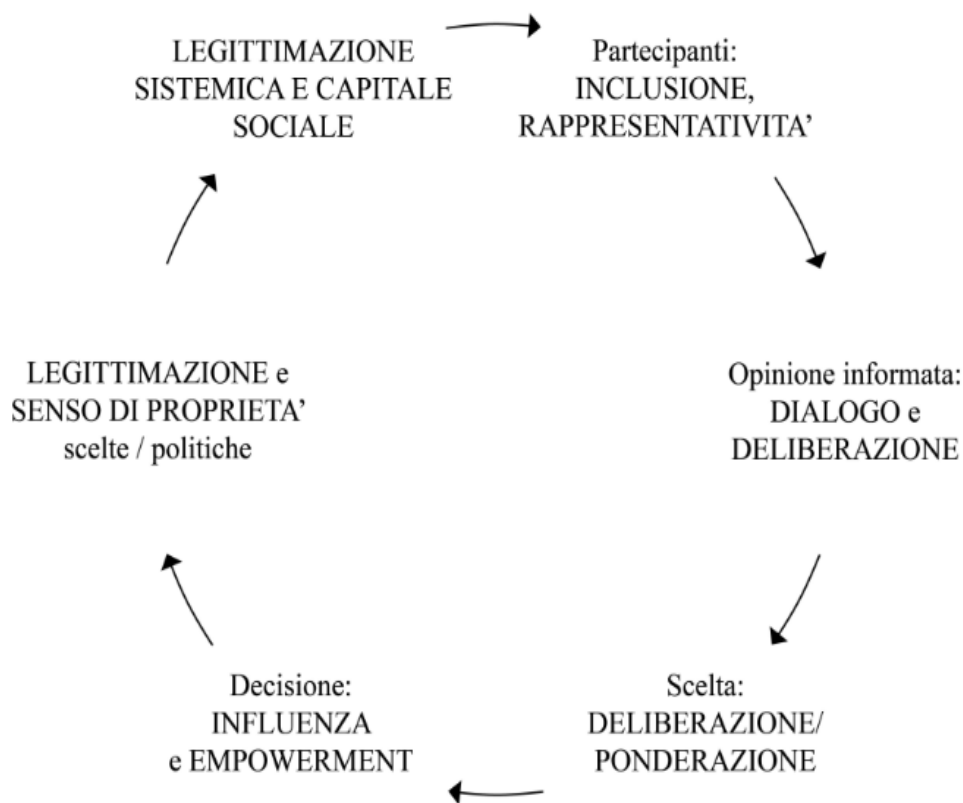 LEGITTIMAZIONE
SISTEMICA E CAPITALE
SOCIALE
Partecipanti:
INCLUSIONE,
RAPPRESENTATIVITA’
Opinione informata:
DIALOGO e
DELIBERAZIONE
Scelta:
DELIBERAZIONE/
PONDERAZIONE
Decisione:
INFLUENZA
e EMPOWERMENT
LEGITTIMAZIONE e
SENSO DI PROPRIETA’
scelte / politiche